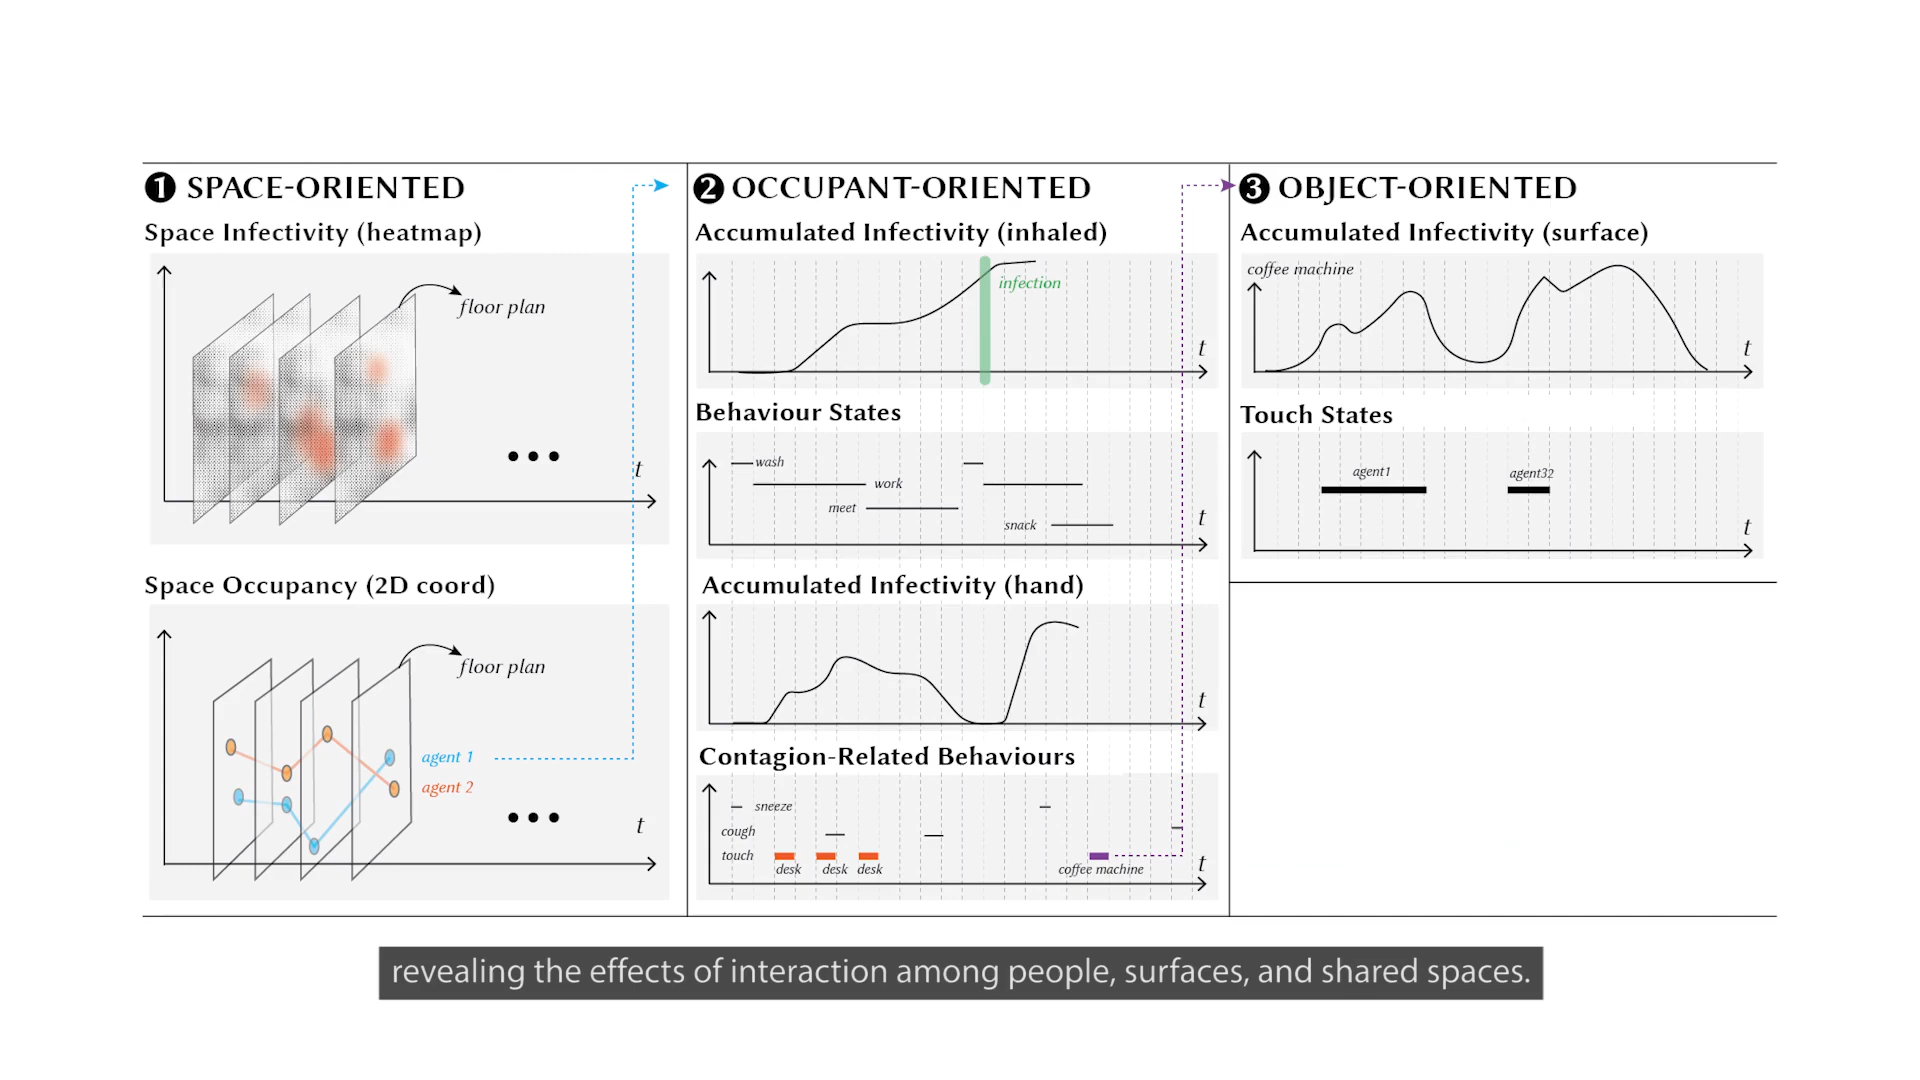 1 SPACE-ORIENTED
Space Infectivity (heatmap)
floor plan
t
Space Occupancy (2D coord)
floor plan
agent 1
agent 2
t
2 OCCUPANT-ORIENTED
Accumulated Infectivity (inhaled)
infection
t
Behaviour States
wash
work
meet
snack
t
Accumulated Infectivity (hand)
t
Contagion-Related Behaviours
sneeze
cough
touch
desk desk desk
coffee machine
t
3 OBJECT-ORIENTED
Accumulated Infectivity (surface)
coffee machine
t
Touch States
agent1
agent32
t
revealing the effects of interaction among people, surfaces, and shared spaces.